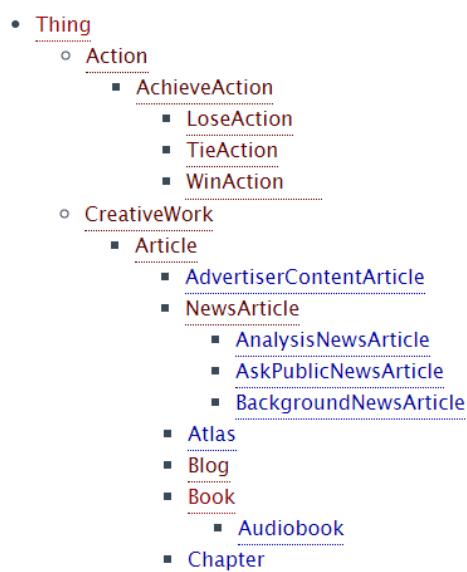 Thing
Action
AchieveAction
LoseAction
TieAction
WinAction
CreativeWork
Article
AdvertiserContentArticle
NewsArticle
AnalysisNewsArticle
AskPublicNewsArticle
BackgroundNewsArticle
Atlas
Blog
Book
Audiobook
Chapter